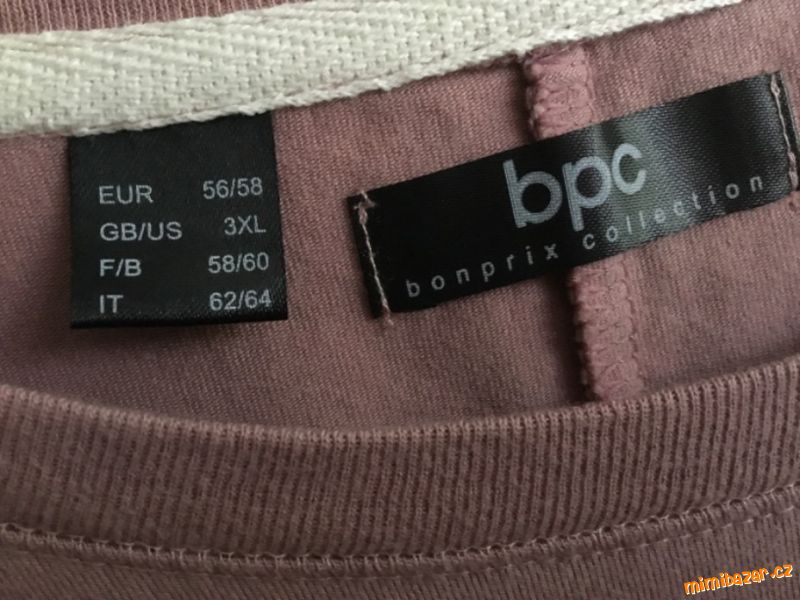 EUR 56/58
GB/US 3XL
F/B 58/60
IT 62/64
bpc
bonprix collection
mimibazar.cz